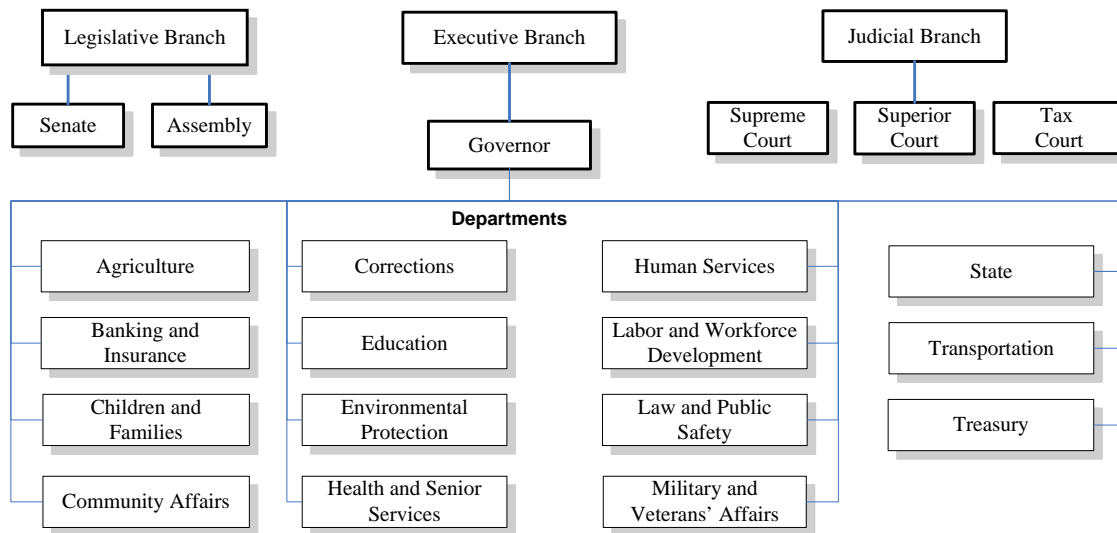 Legislative Branch
Executive Branch
Judicial Branch
Senate
Assembly
Governor
Supreme
Court
Superior
Court
Tax
Court
Departments
Agriculture
Banking and
Insurance
Children and
Families
Community Affairs
Corrections
Education
Environmental
Protection
Health and Senior
Services
Human Services
Labor and Workforce
Development
Law and Public
Safety
Military and
Veterans’ Affairs
State
Transportation
Treasury